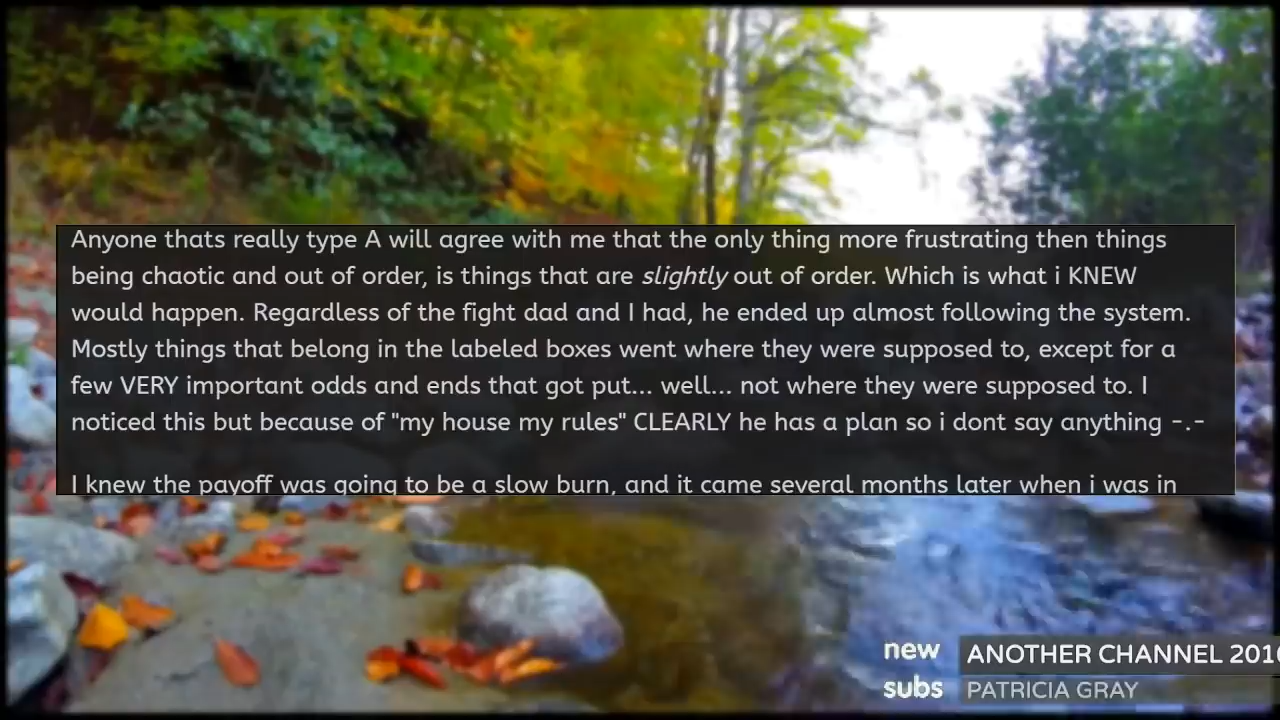 Anyone thats really type A will agree with me that the only thing more frustrating then things
being chaotic and out of order, is things that are slightly out of order. Which is what i KNEW
would happen. Regardless of the fight dad and I had, he ended up almost following the system.
Mostly things that belong in the labeled boxes went where they were supposed to, except for a
few VERY important odds and ends that got put... well... not where they were supposed to. I
noticed this but because of "my house my rules" CLEARLY he has a plan so i dont say anything -.-
I knew the payoff was going to be a slow burn, and it came several months later when i was in
new
subs
ANOTHER CHANNEL 201
PATRICIA GRAY